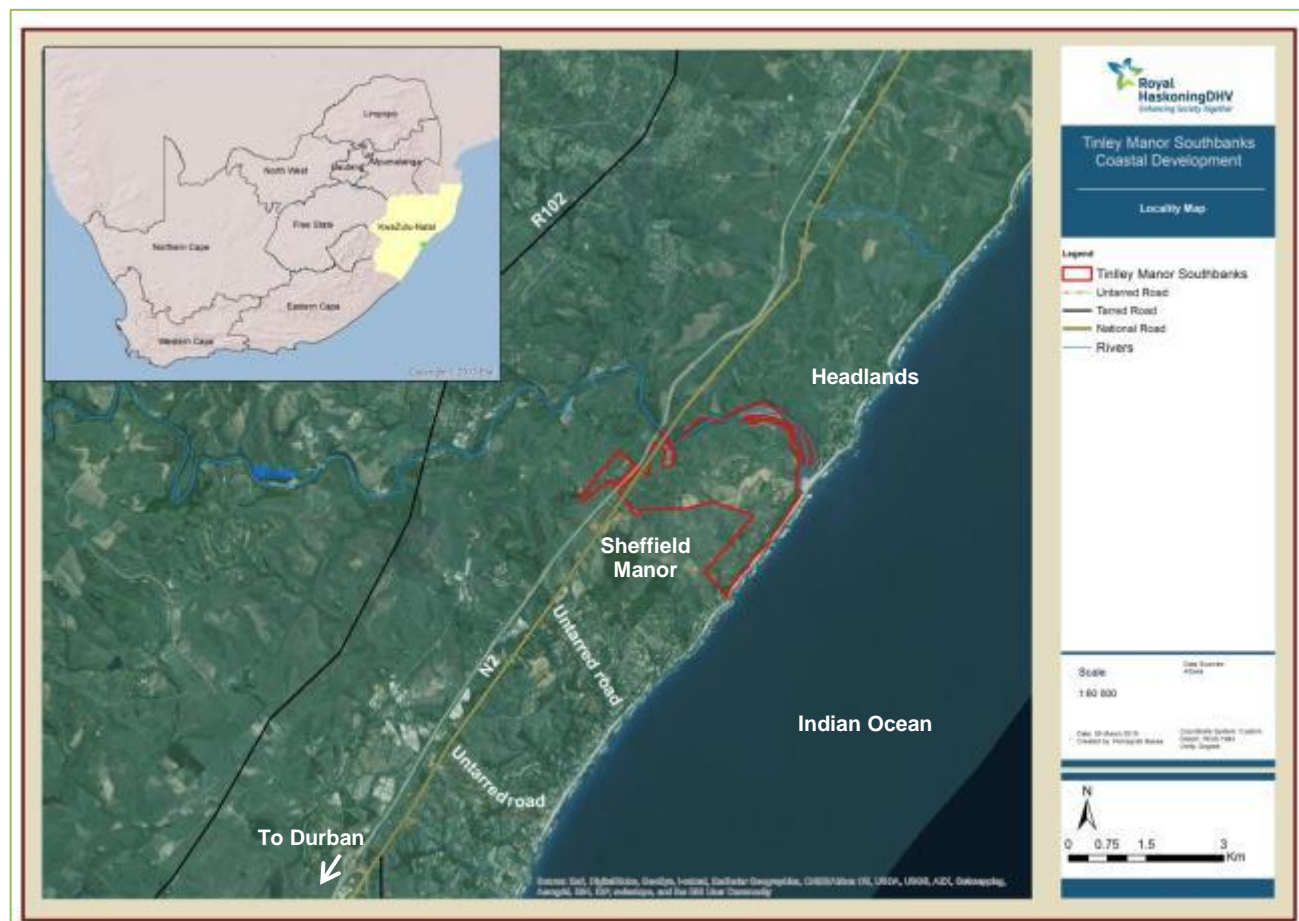 Limpopo
North West
Gauteng
Mpumalanga
Free State
KwaZulu-Natal
Northern Cape
Eastern Cape
Western Cape
R102
Headlands
Sheffield
Manor
N2
Untarred road
Indian Ocean
Untarred road
To Durban
Royal
HaskoningDHV
Enhancing Society Together
Tinley Manor Southbanks
Coastal Development
Locality Map
Legend
Tinlley Manor Southbanks
Untarred Road
Tarred Road
National Road
Rivers
Scale
1:60 000
Data Sources:
N
0 0.75 1.5 3
Km